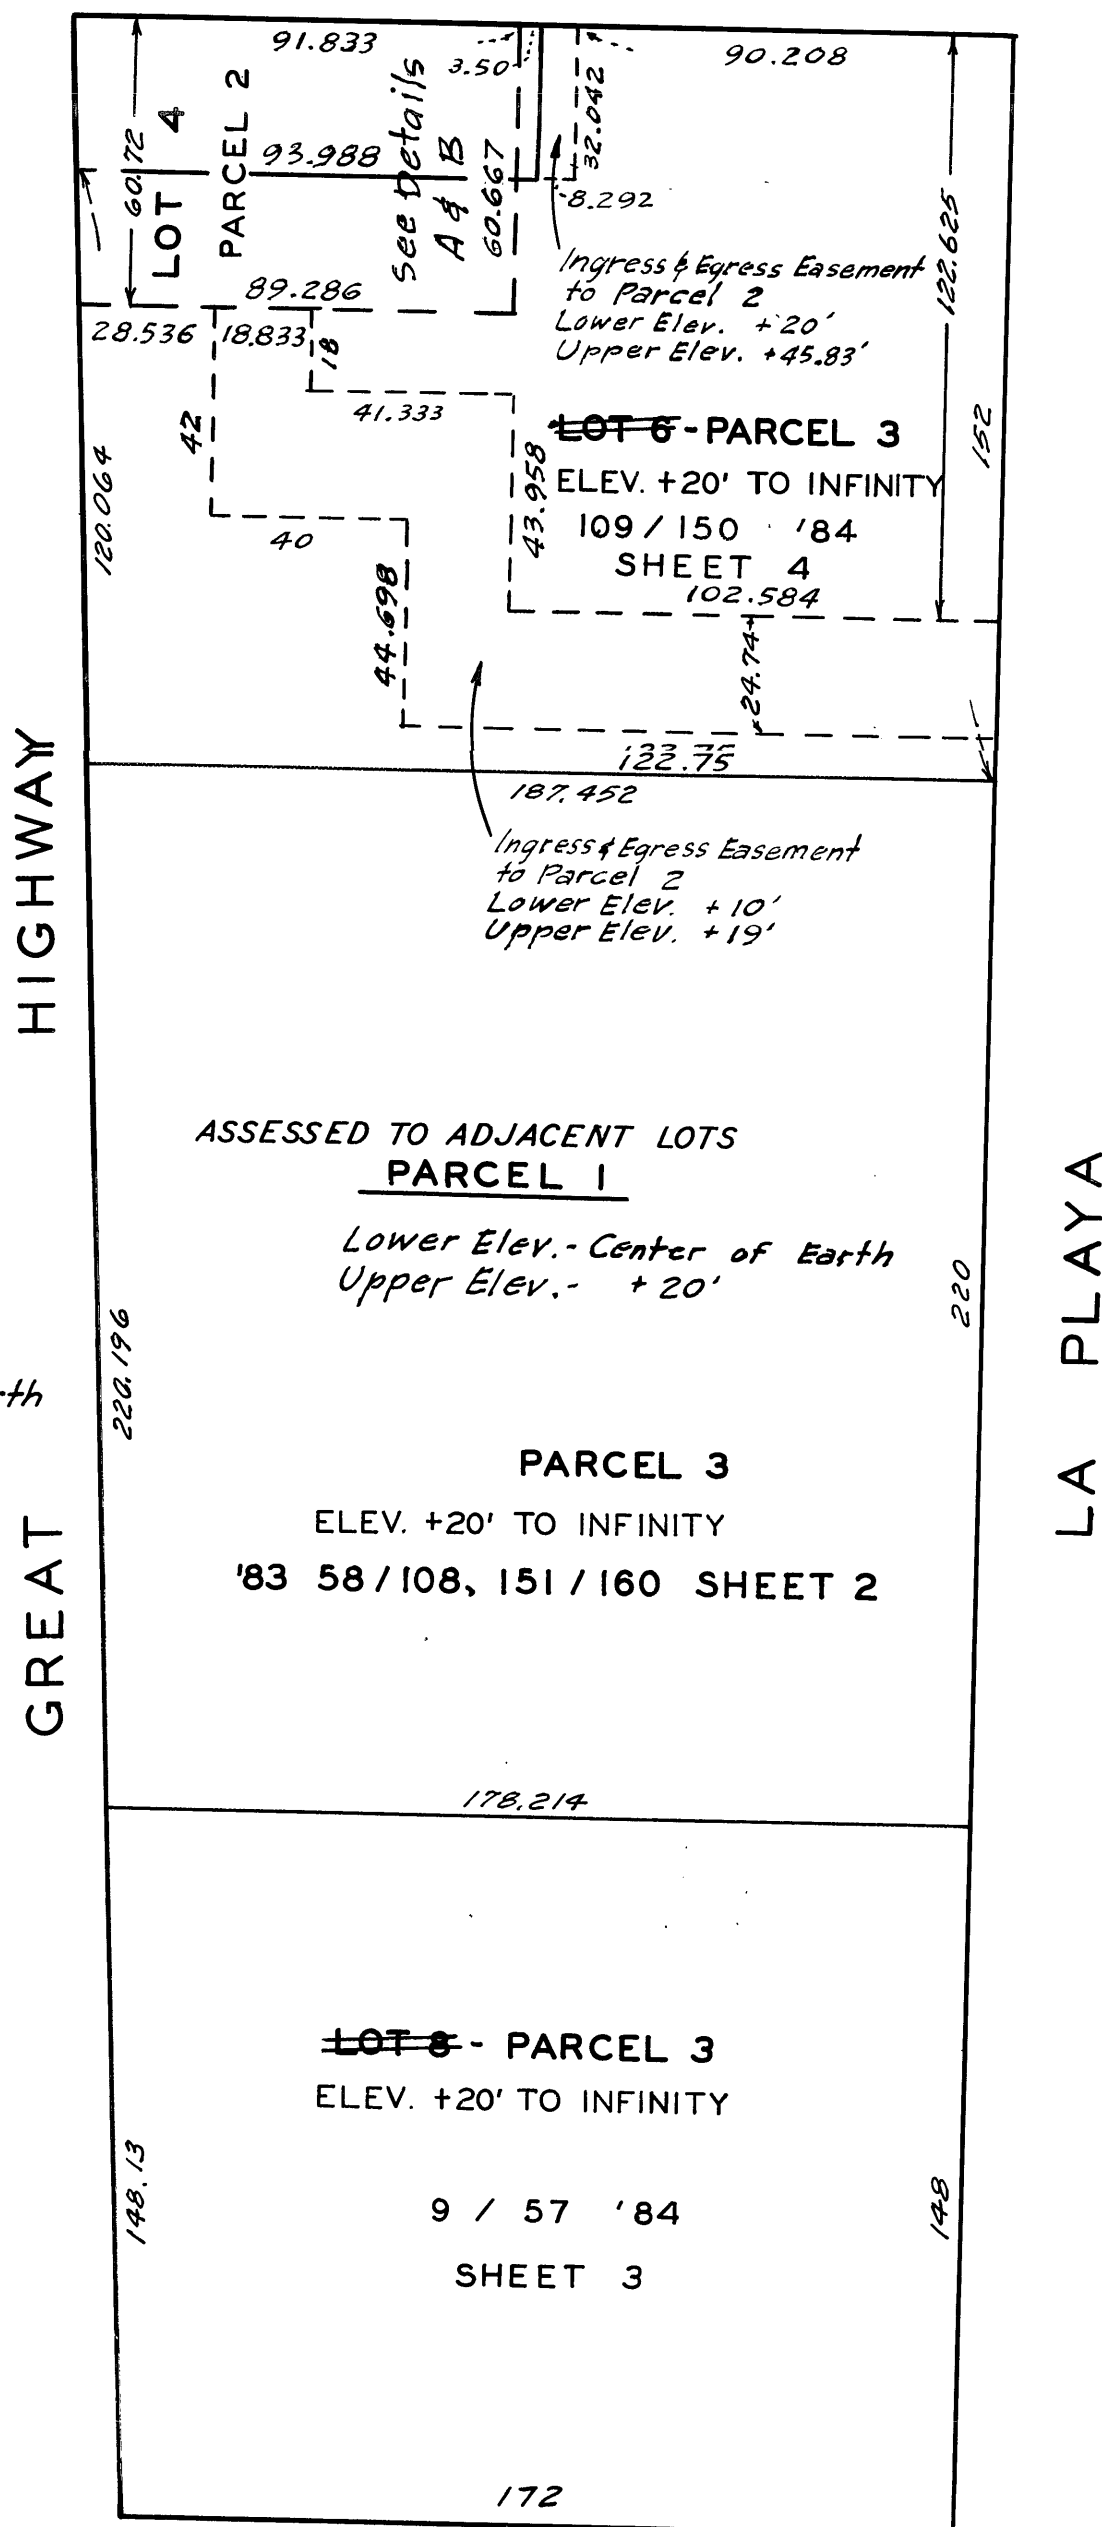 91.833
3.50
90.208
60.72
LOT 4
PARCEL 2
93.988
See Details
A & B
60.667
32.042
8.292
122.625
Ingress & Egress Easement
to Parcel 2
Lower Elev. +20'
Upper Elev. +45.83'
89.286
28.536
18.833
18
42
41.333
43.958
LOT 6 - PARCEL 3
ELEV. +20' TO INFINITY
109 / 150 '84
SHEET 4
152
120.064
40
44.698
102.584
24.74
122.75
187.452
Ingress & Egress Easement
to Parcel 2
Lower Elev. +10'
Upper Elev. +19'
GREAT HIGHWAY
ASSESSED TO ADJACENT LOTS
PARCEL 1
Lower Elev. - Center of Earth
Upper Elev. - +20'
LA PLAYA
220.196
220
th
PARCEL 3
ELEV. +20' TO INFINITY
'83 58 / 108, 151 / 160 SHEET 2
178.214
LOT 8 - PARCEL 3
ELEV. +20' TO INFINITY
148.13
148
9 / 57 '84
SHEET 3
172